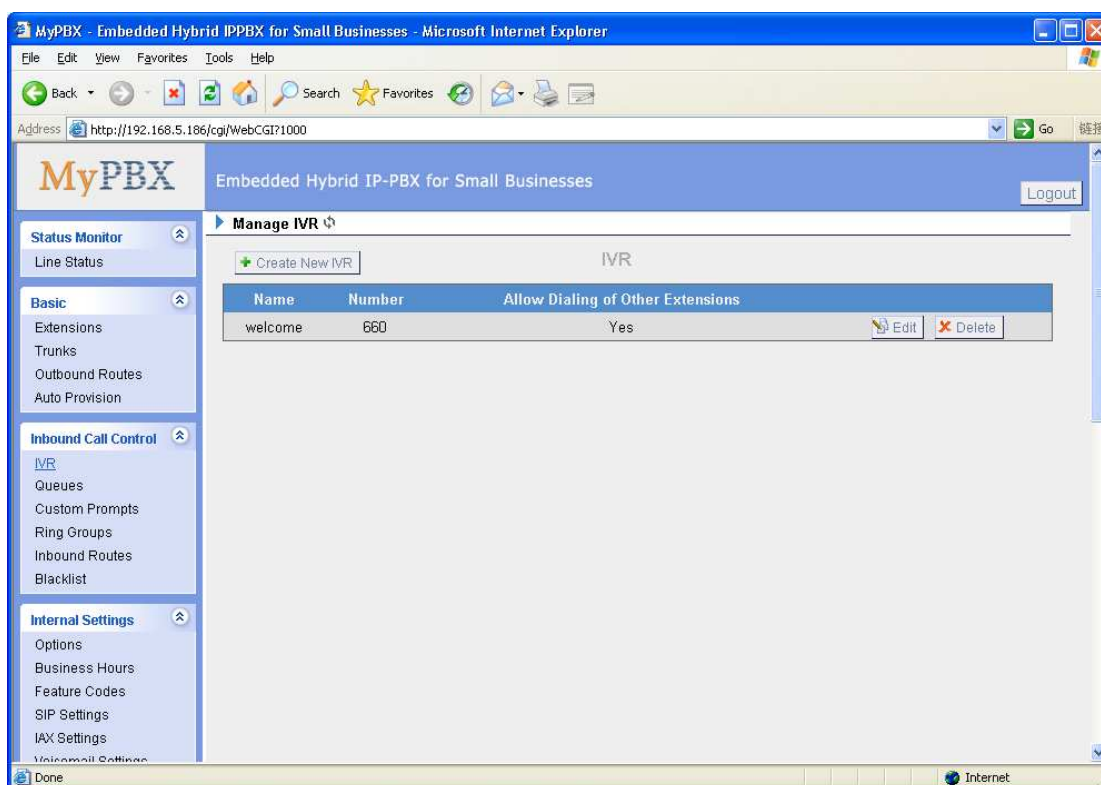 MyPBX - Embedded Hybrid IPPBX for Small Businesses - Microsoft Internet Explorer
File Edit View Favorites Tools Help
Back Search Favorites
Address http://192.168.5.186/cgi/WebCGI?1000 Go 链接
MyPBX Embedded Hybrid IP-PBX for Small Businesses
Logout
Manage IVR
Create New IVR IVR
Name Number Allow Dialing of Other Extensions
welcome 660 Yes Edit Delete
Status Monitor
Line Status
Basic
Extensions
Trunks
Outbound Routes
Auto Provision
Inbound Call Control
IVR
Queues
Custom Prompts
Ring Groups
Inbound Routes
Blacklist
Internal Settings
Options
Business Hours
Feature Codes
SIP Settings
IAX Settings
Voicemail Settings
Done Internet